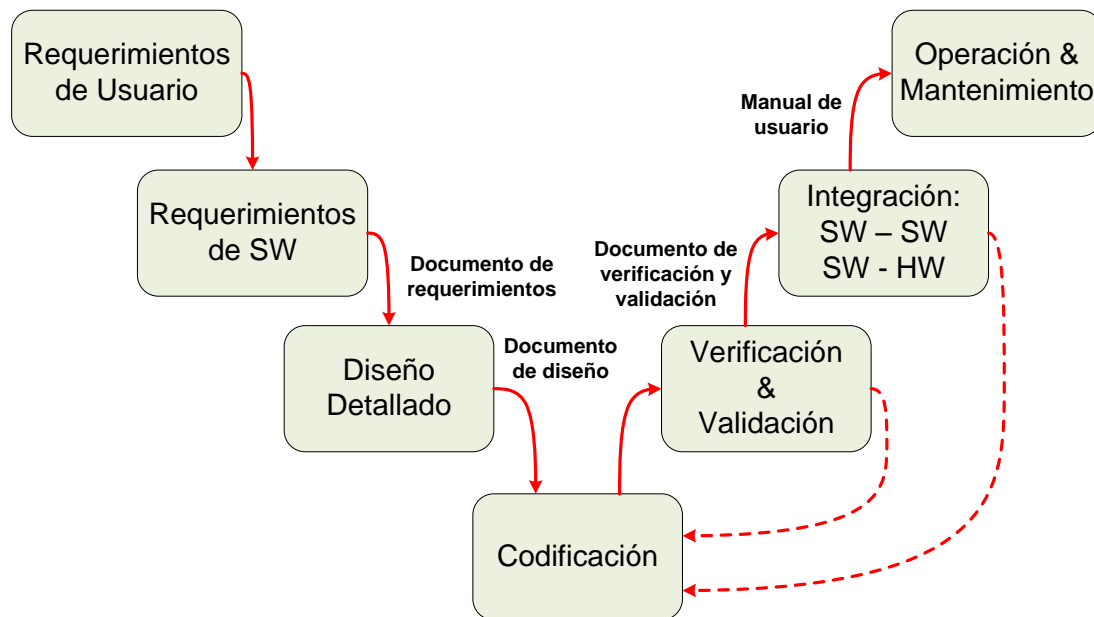 Requerimientos
de Usuario
Operación &
Mantenimiento
Manual de
usuario
Requerimientos
de SW
Integración:
SW – SW
SW - HW
Documento de
requerimientos
Documento de
verificación y
validación
Diseño
Detallado
Documento
de diseño
Verificación
&
Validación
Codificación